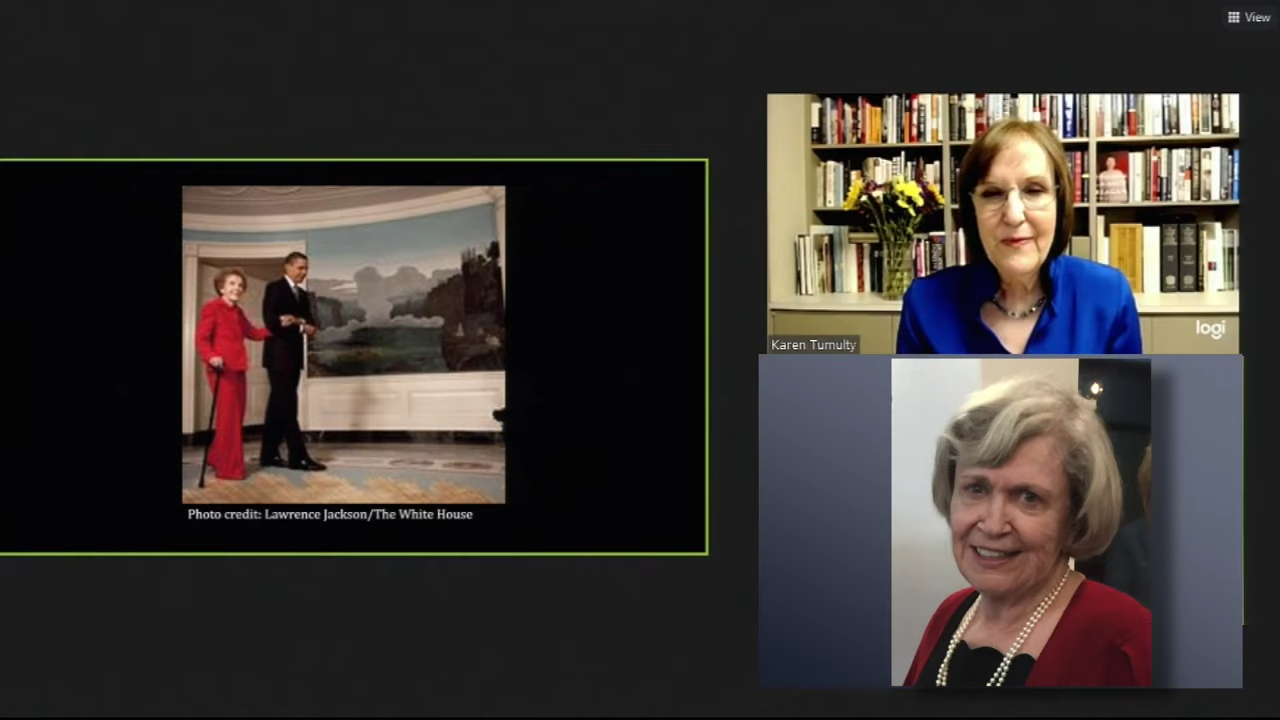 View
logi
Karen Tumulty
Photo credit: Lawrence Jackson/The White House